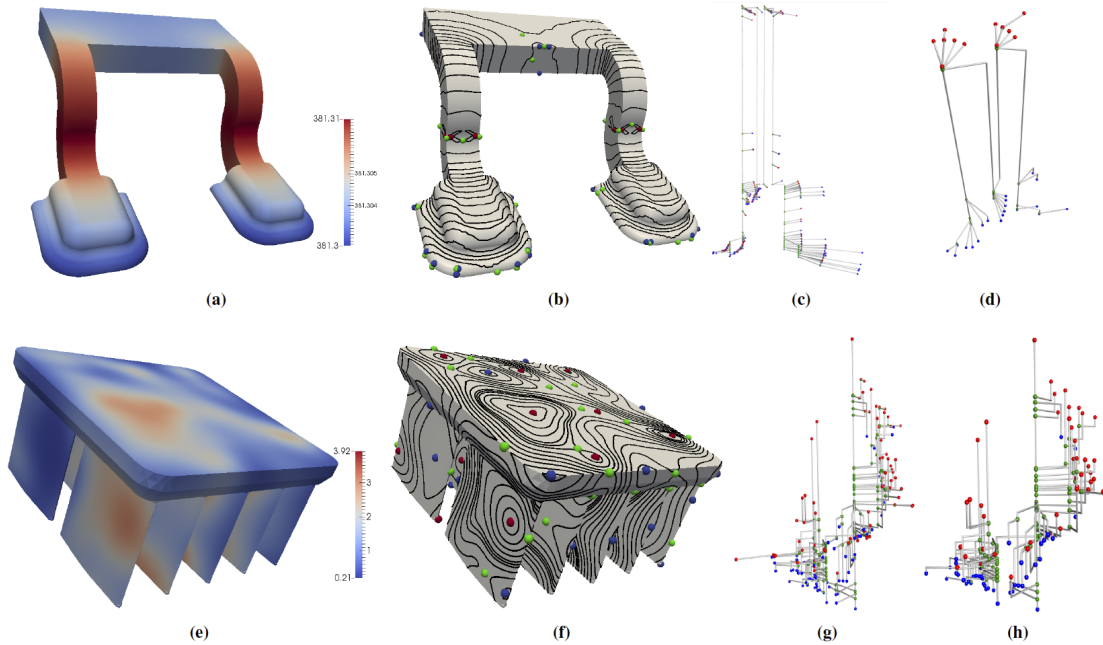 381.31
381.305
381.304
381.3
(a)
(b)
(c)
(d)
3.92
3
2
1
0.21
(e)
(f)
(g)
(h)